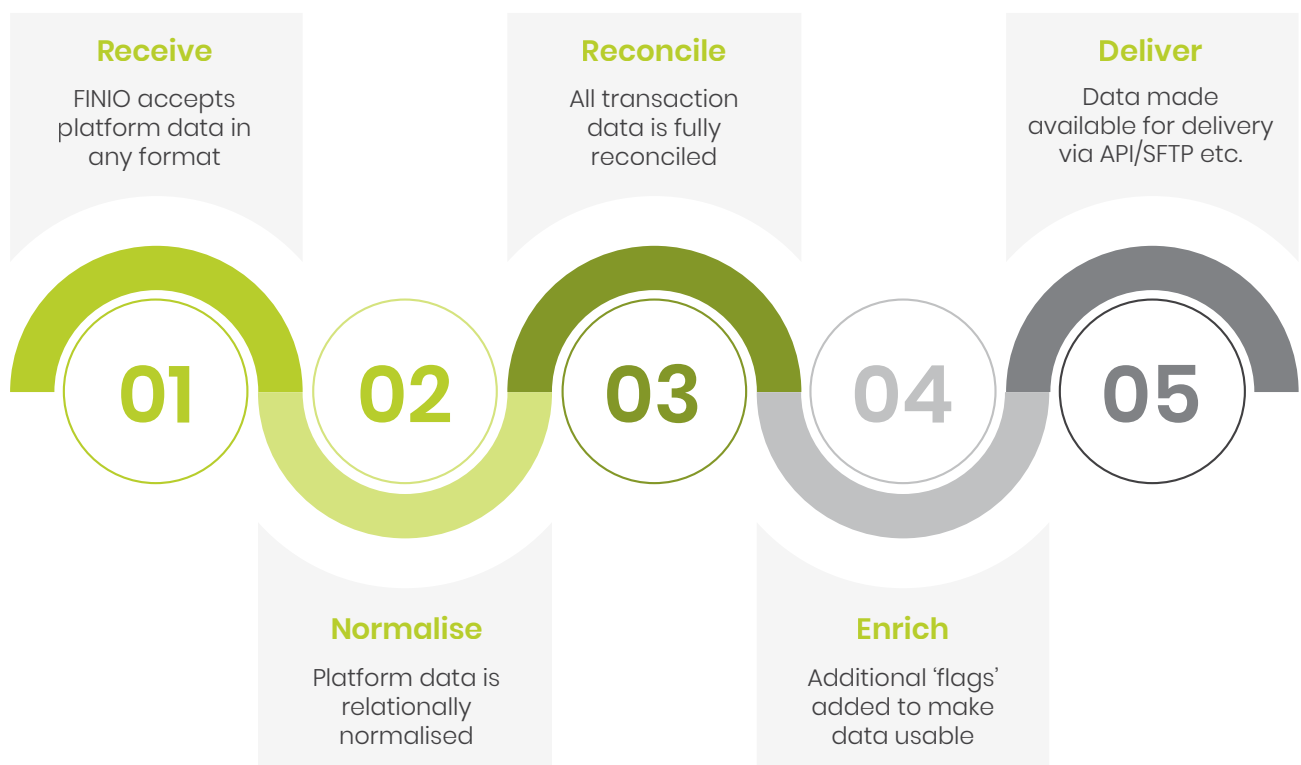 Receive
FINIO accepts
platform data in
any format
Reconcile
All transaction
data is fully
reconciled
Deliver
Data made
available for delivery
via API/SFTP etc.
01
02
03
04
05
Normalise
Platform data is
relationally
normalised
Enrich
Additional ‘flags’
added to make
data usable